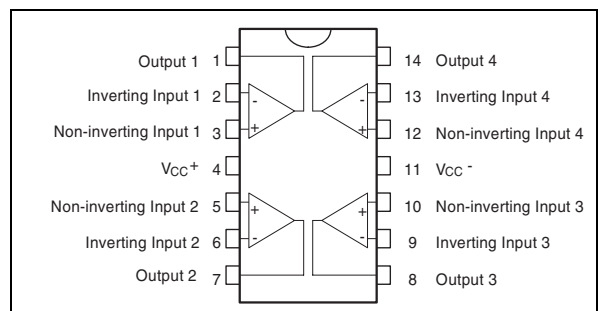 Output 1 1 14 Output 4
Inverting Input 1 2 - - 13 Inverting Input 4
Non-inverting Input 1 3 + + 12 Non-inverting Input 4
VCC+ 4 11 VCC -
Non-inverting Input 2 5 + + 10 Non-inverting Input 3
Inverting Input 2 6 - - 9 Inverting Input 3
Output 2 7 8 Output 3